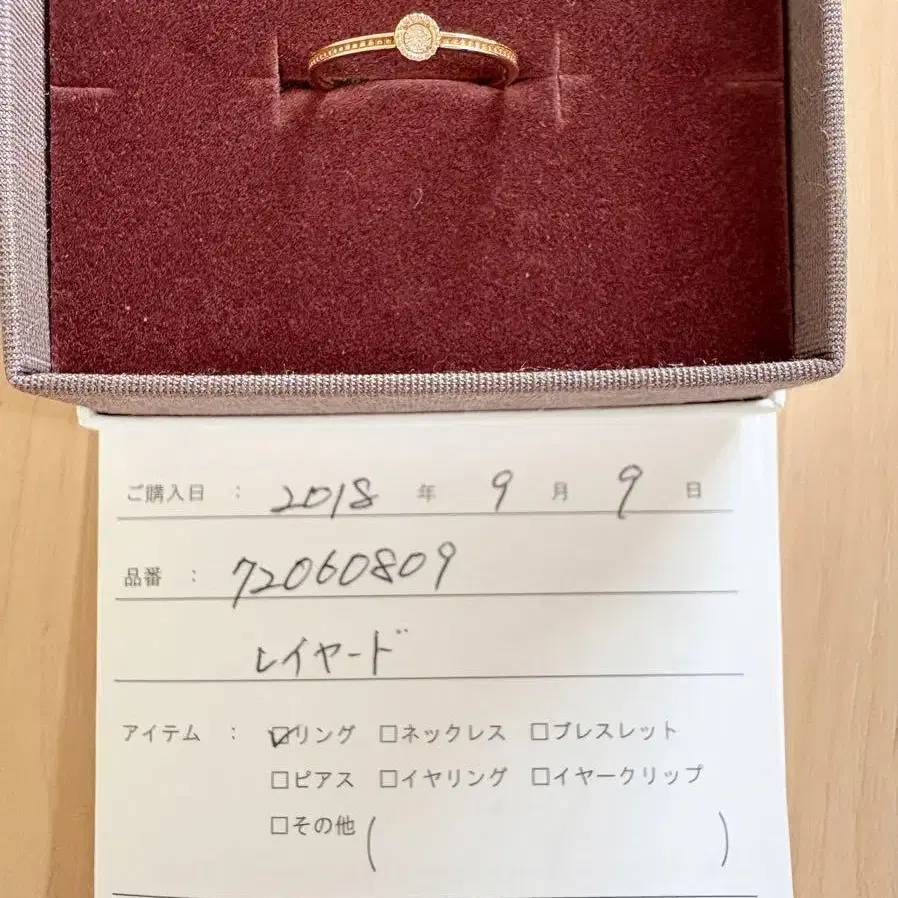 ご購入日 : 2018 年 9 月 9 日
品番 : 72060809
レイヤード
アイテム : ☑リング □ネックレス □ブレスレット
□ピアス □イヤリング □イヤークリップ
□その他 ( )